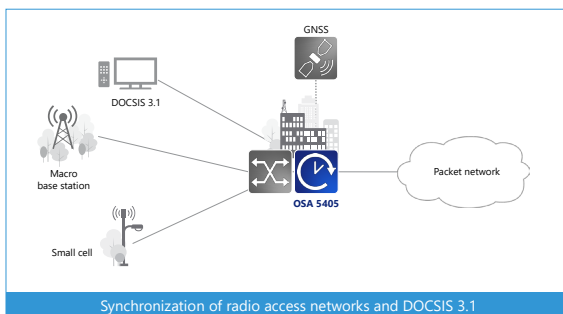 GNSS
DOCSIS 3.1
Macro
base station
Packet network
OSA 5405
Small cell
Synchronization of radio access networks and DOCSIS 3.1